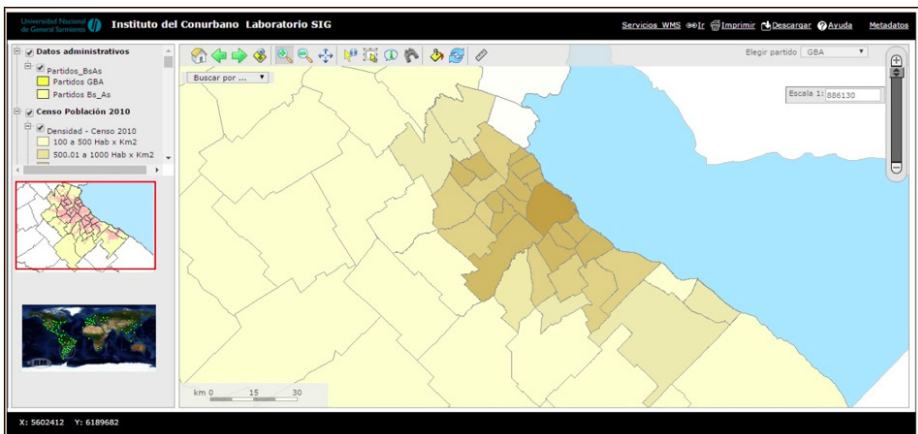 Universidad Nacional
de General Sarmiento
Instituto del Conurbano Laboratorio SIG
Servicios WMS Ir Imprimir Descargar Ayuda Metadatos
Datos administrativos
Partidos_BsAs
Partidos GBA
Partidos Bs_As
Censo Población 2010
Densidad - Censo 2010
100 a 500 Hab x Km2
500.01 a 1000 Hab x Km2
Buscar por ...
Elegir partido GBA
Escala 1: 886130
km 0 15 30
X: 5602412 Y: 6189682